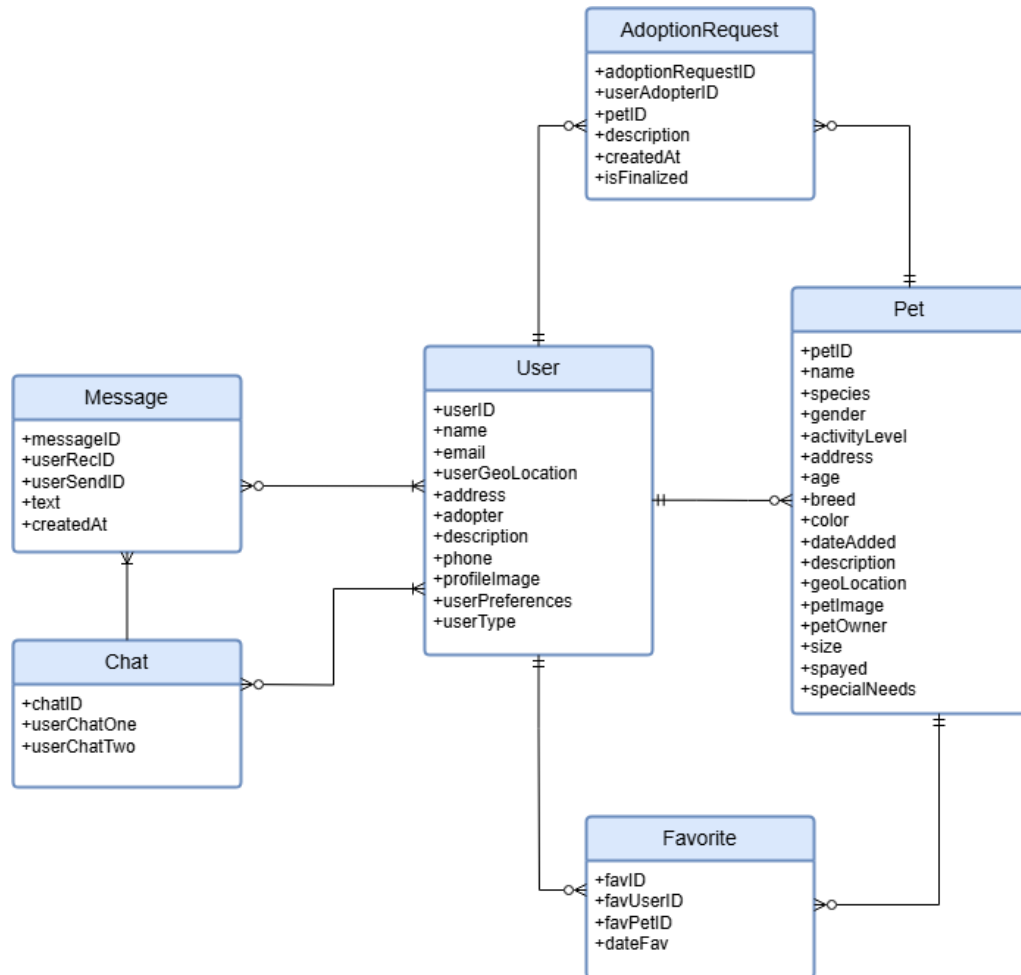 AdoptionRequest
+adoptionRequestID
+userAdopterID
+petID
+description
+createdAt
+isFinalized
Pet
+petID
+name
+species
+gender
+activityLevel
+address
+age
+breed
+color
+dateAdded
+description
+geoLocation
+petImage
+petOwner
+size
+spayed
+specialNeeds
User
+userID
+name
+email
+userGeoLocation
+address
+adopter
+description
+phone
+profileImage
+userPreferences
+userType
Message
+messageID
+userRecID
+userSendID
+text
+createdAt
Chat
+chatID
+userChatOne
+userChatTwo
Favorite
+favID
+favUserID
+favPetID
+dateFav